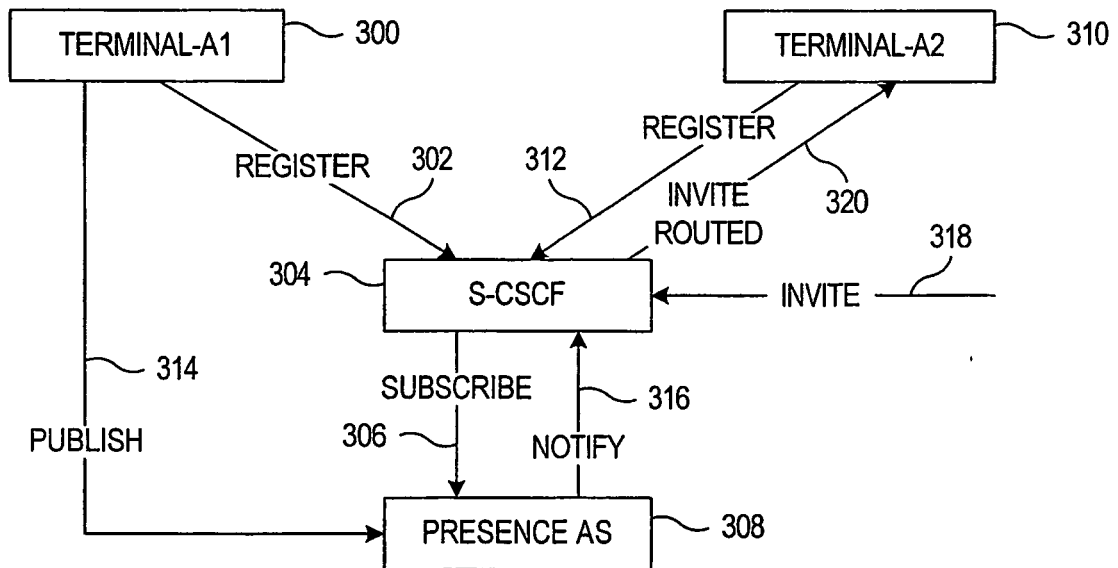 TERMINAL-A1
300
TERMINAL-A2
310
REGISTER
302
REGISTER
312
INVITE
ROUTED
320
318
304
S-CSCF
INVITE
314
SUBSCRIBE
306
316
NOTIFY
PUBLISH
PRESENCE AS
308